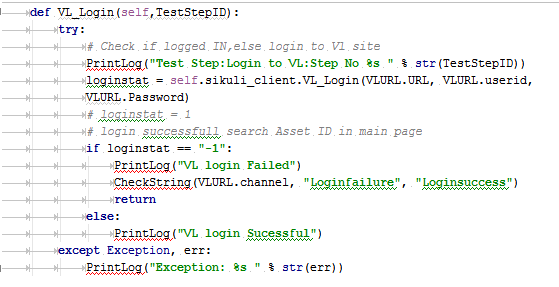 def VL_Login(self,TestStepID):
try:
# Check if logged IN,else login to Vl site
PrintLog("Test Step:Login to VL:Step No %s " % str(TestStepID))
loginstat = self.sikuli_client.VL_Login(VLURL.URL, VLURL.userid,
VLURL.Password)
# loginstat = 1
# login successfull search Asset ID in main page
if loginstat == "-1":
PrintLog("VL login Failed")
CheckString(VLURL.channel, "Loginfailure", "Loginsuccess")
return
else:
PrintLog("VL login Sucessful")
except Exception, err:
PrintLog("Exception: %s " % str(err))